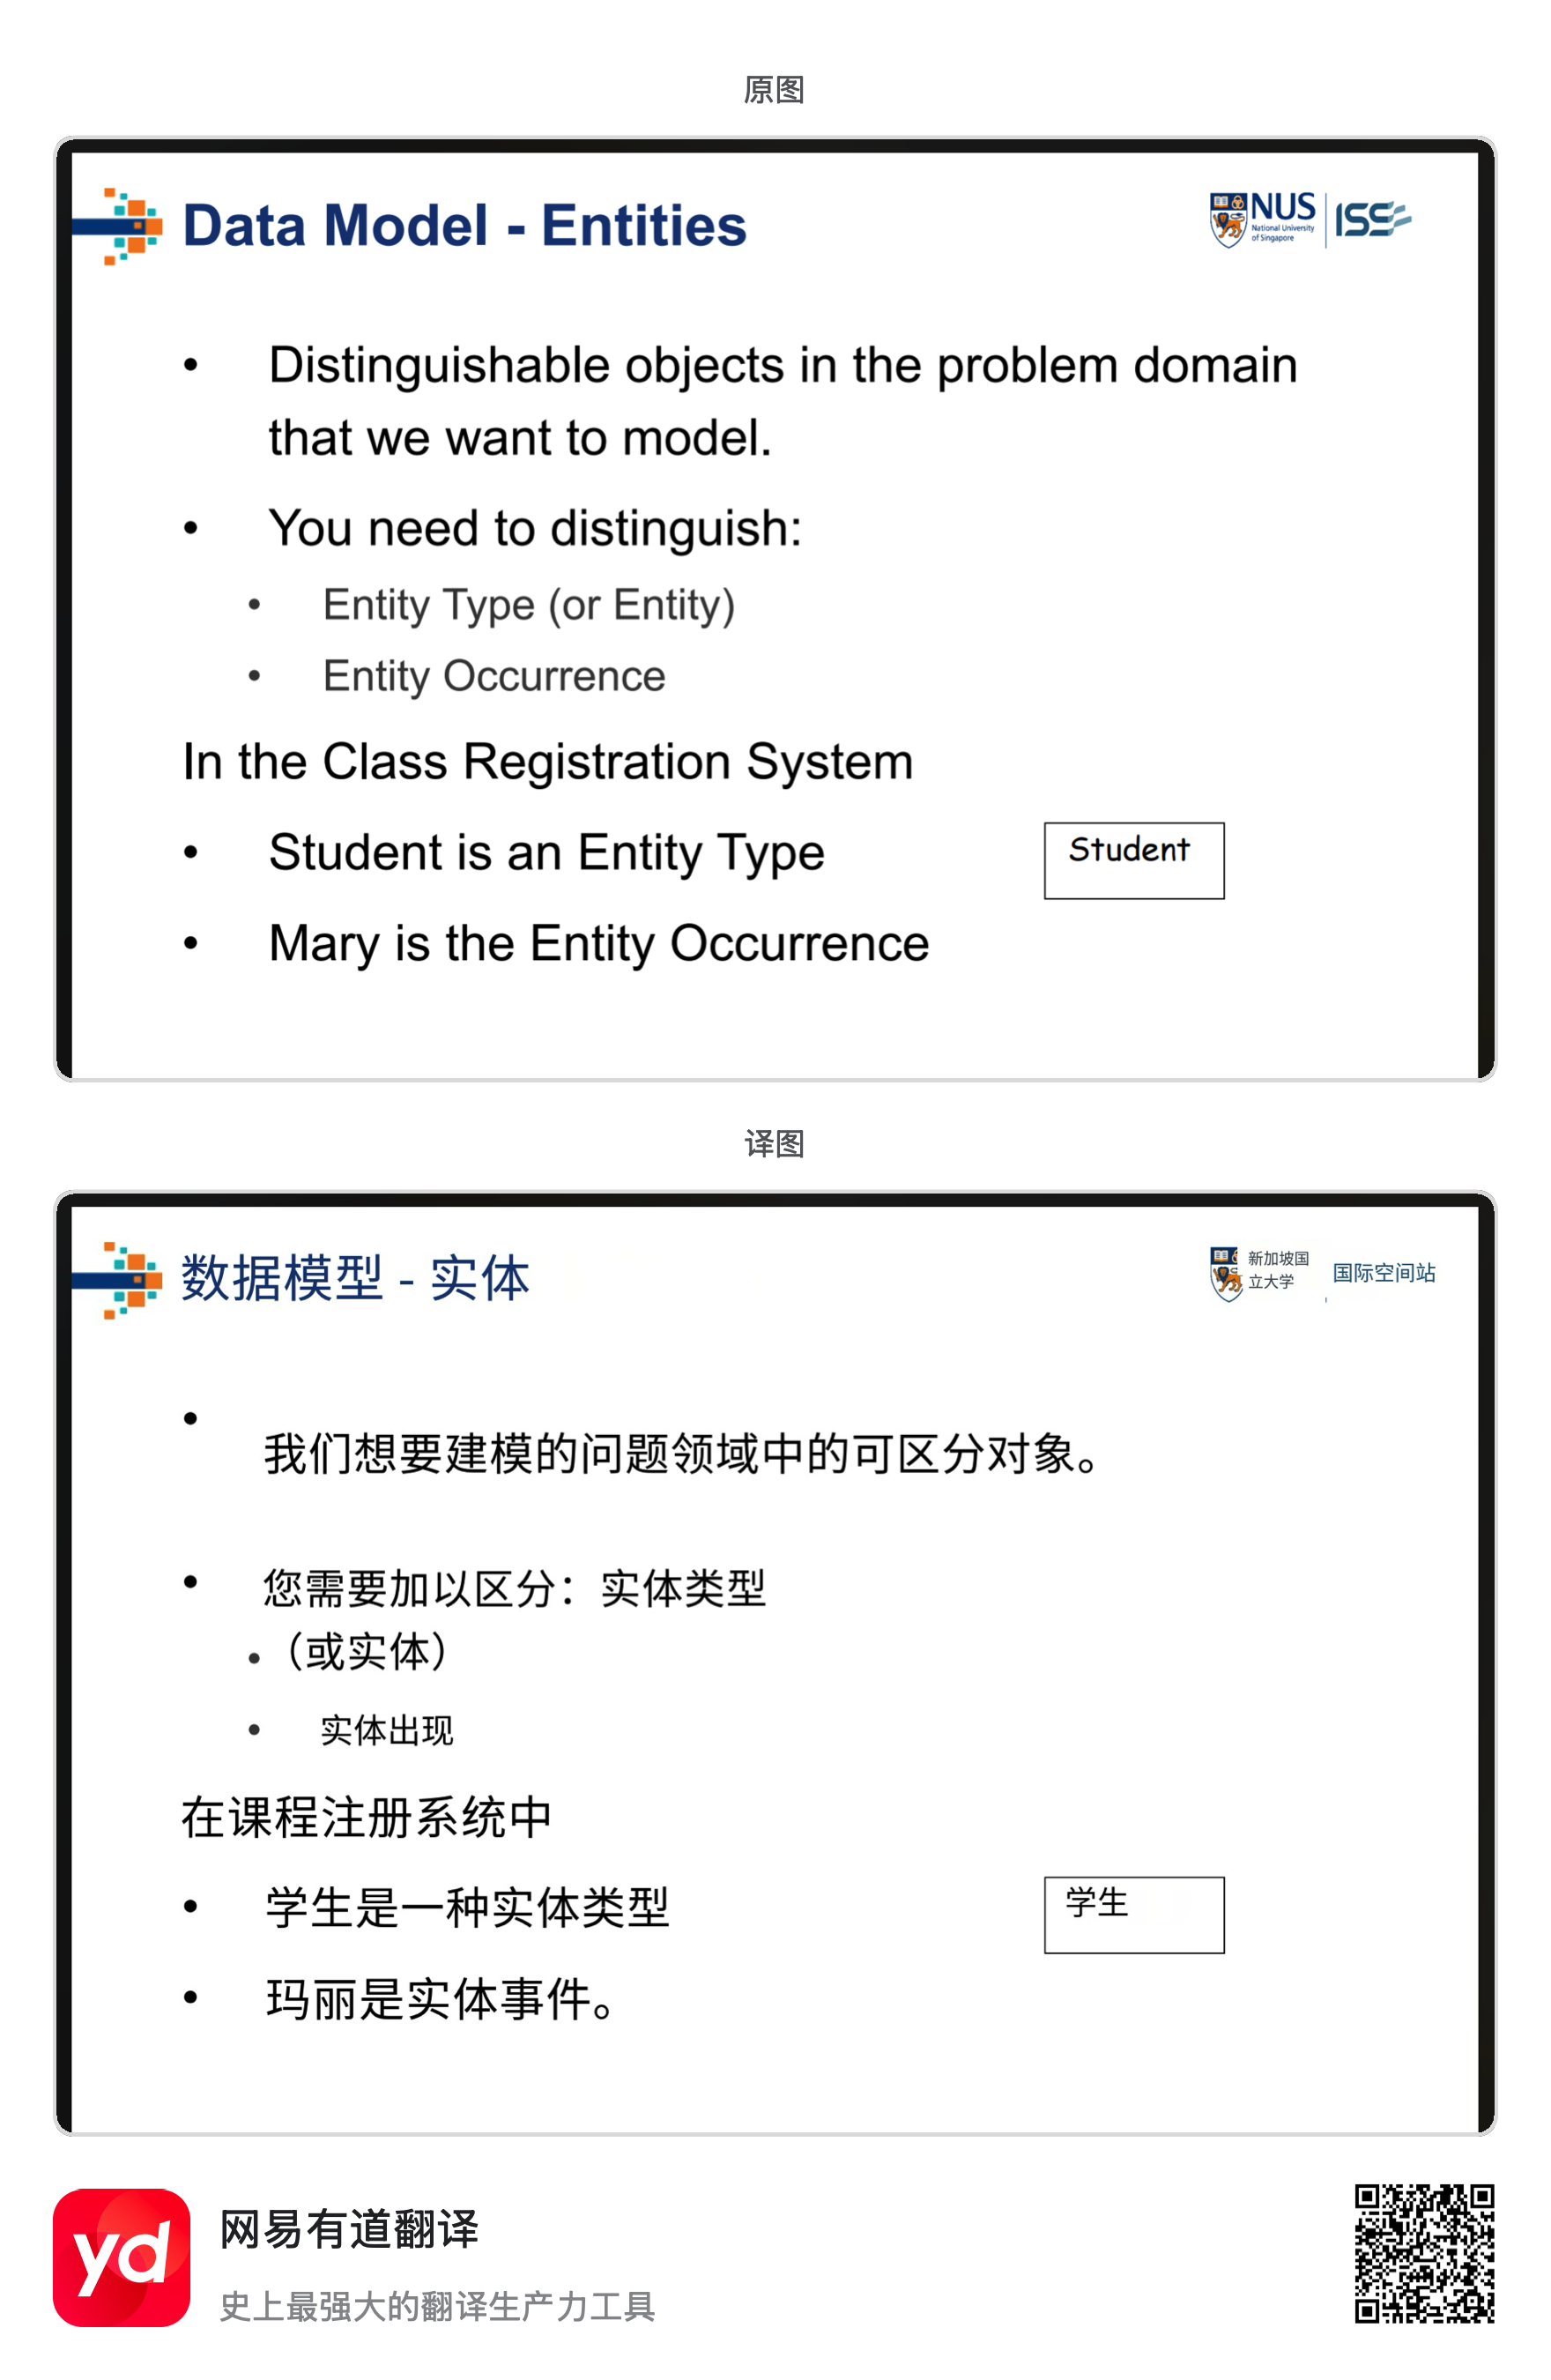 原图
Data Model - Entities
NUS
National University
of Singapore
ISS
• Distinguishable objects in the problem domain
that we want to model.
• You need to distinguish:
• Entity Type (or Entity)
• Entity Occurrence
In the Class Registration System
• Student is an Entity Type
Student
• Mary is the Entity Occurrence
译图
数据模型 - 实体
新加坡国
立大学
国际空间站
• 我们想要建模的问题领域中的可区分对象。
• 您需要加以区分：实体类型
• （或实体）
• 实体出现
在课程注册系统中
• 学生是一种实体类型
学生
• 玛丽是实体事件。
yd
网易有道翻译
史上最强大的翻译生产力工具